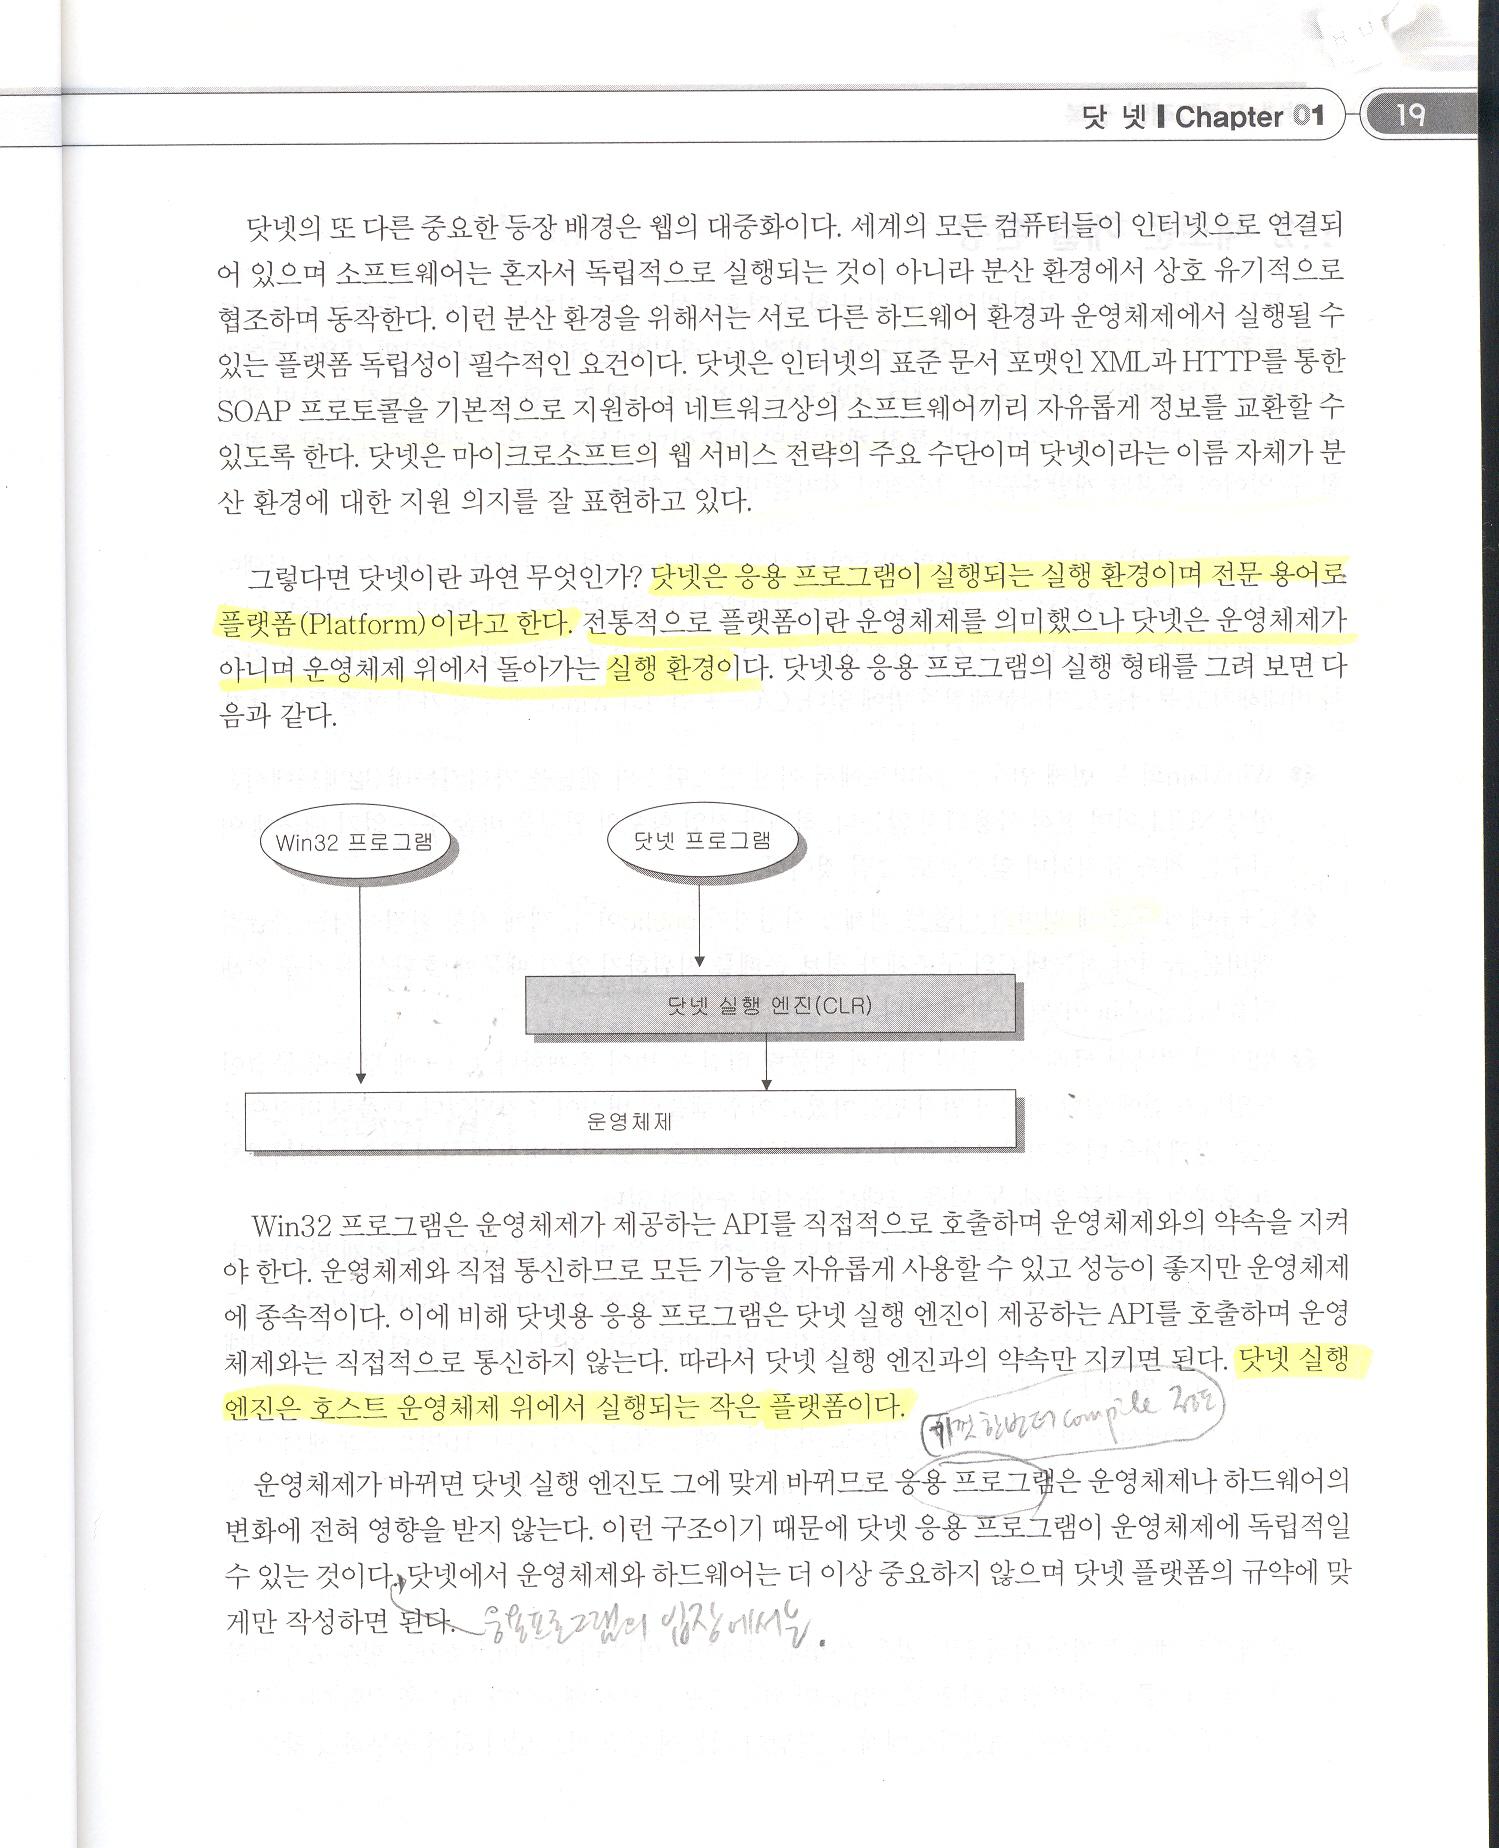 닷 넷 | Chapter 01 19
닷넷의 또 다른 중요한 등장 배경은 웹의 대중화이다. 세계의 모든 컴퓨터들이 인터넷으로 연결되
어 있으며 소프트웨어는 혼자서 독립적으로 실행되는 것이 아니라 분산 환경에서 상호 유기적으로
협조하며 동작한다. 이런 분산 환경을 위해서는 서로 다른 하드웨어 환경과 운영체제에서 실행될 수
있는 플랫폼 독립성이 필수적인 요건이다. 닷넷은 인터넷의 표준 문서 포맷인 XML과 HTTP를 통한
SOAP 프로토콜을 기본적으로 지원하여 네트워크상의 소프트웨어끼리 자유롭게 정보를 교환할 수
있도록 한다. 닷넷은 마이크로소프트의 웹 서비스 전략의 주요 수단이며 닷넷이라는 이름 자체가 분
산 환경에 대한 지원 의지를 잘 표현하고 있다.
그렇다면 닷넷이란 과연 무엇인가? 닷넷은 응용 프로그램이 실행되는 실행 환경이며 전문 용어로
플랫폼(Platform)이라고 한다. 전통적으로 플랫폼이란 운영체제를 의미했으나 닷넷은 운영체제가
아니며 운영체제 위에서 돌아가는 실행 환경이다. 닷넷용 응용 프로그램의 실행 형태를 그려 보면 다
음과 같다.
Win32 프로그램 닷넷 프로그램
닷넷 실행 엔진(CLR)
운영체제
Win32 프로그램은 운영체제가 제공하는 API를 직접적으로 호출하며 운영체제와의 약속을 지켜
야 한다. 운영체제와 직접 통신하므로 모든 기능을 자유롭게 사용할 수 있고 성능이 좋지만 운영체제
에 종속적이다. 이에 비해 닷넷용 응용 프로그램은 닷넷 실행 엔진이 제공하는 API를 호출하며 운영
체제와는 직접적으로 통신하지 않는다. 따라서 닷넷 실행 엔진과의 약속만 지키면 된다. 닷넷 실행
엔진은 호스트 운영체제 위에서 실행되는 작은 플랫폼이다.
한번더 compile 정도
운영체제가 바뀌면 닷넷 실행 엔진도 그에 맞게 바뀌므로 응용 프로그램은 운영체제나 하드웨어의
변화에 전혀 영향을 받지 않는다. 이런 구조이기 때문에 닷넷 응용 프로그램이 운영체제에 독립적일
수 있는 것이다. 닷넷에서 운영체제와 하드웨어는 더 이상 중요하지 않으며 닷넷 플랫폼의 규약에 맞
게만 작성하면 된다.
응용프로그램의 입장에서는.